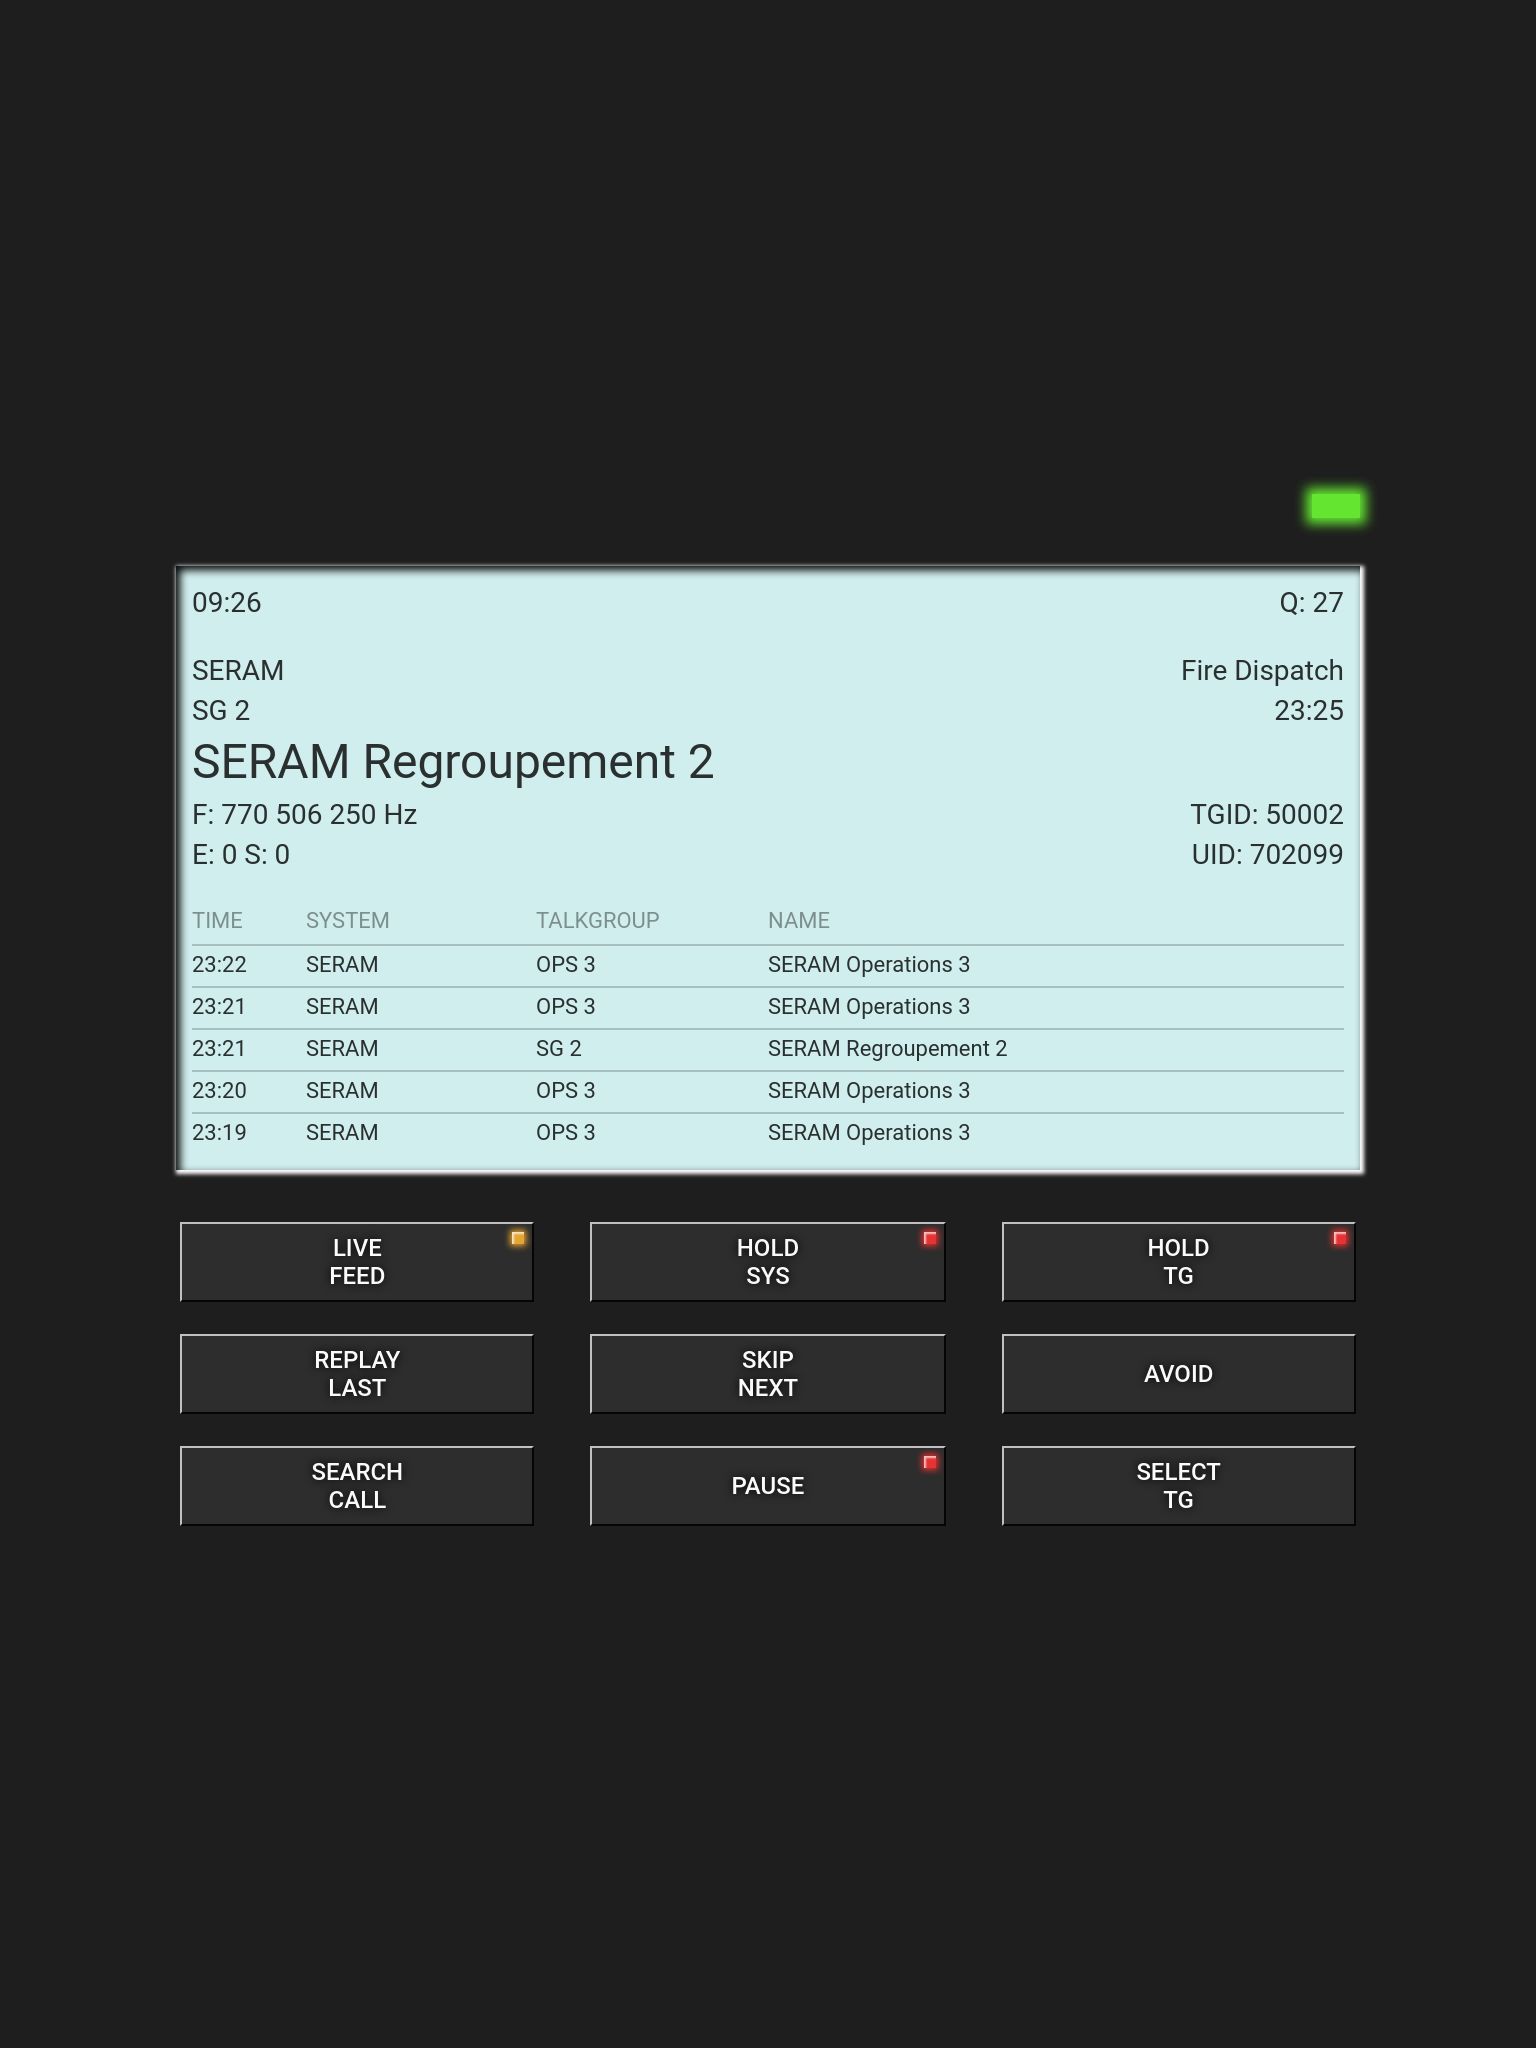 09:26 Q: 27
SERAM Fire Dispatch
SG 2 23:25
SERAM Regroupement 2
F: 770 506 250 Hz TGID: 50002
E: 0 S: 0 UID: 702099
TIME SYSTEM TALKGROUP NAME
23:22 SERAM OPS 3 SERAM Operations 3
23:21 SERAM OPS 3 SERAM Operations 3
23:21 SERAM SG 2 SERAM Regroupement 2
23:20 SERAM OPS 3 SERAM Operations 3
23:19 SERAM OPS 3 SERAM Operations 3
LIVE
FEED
HOLD
SYS
HOLD
TG
REPLAY
LAST
SKIP
NEXT
AVOID
SEARCH
CALL
PAUSE
SELECT
TG